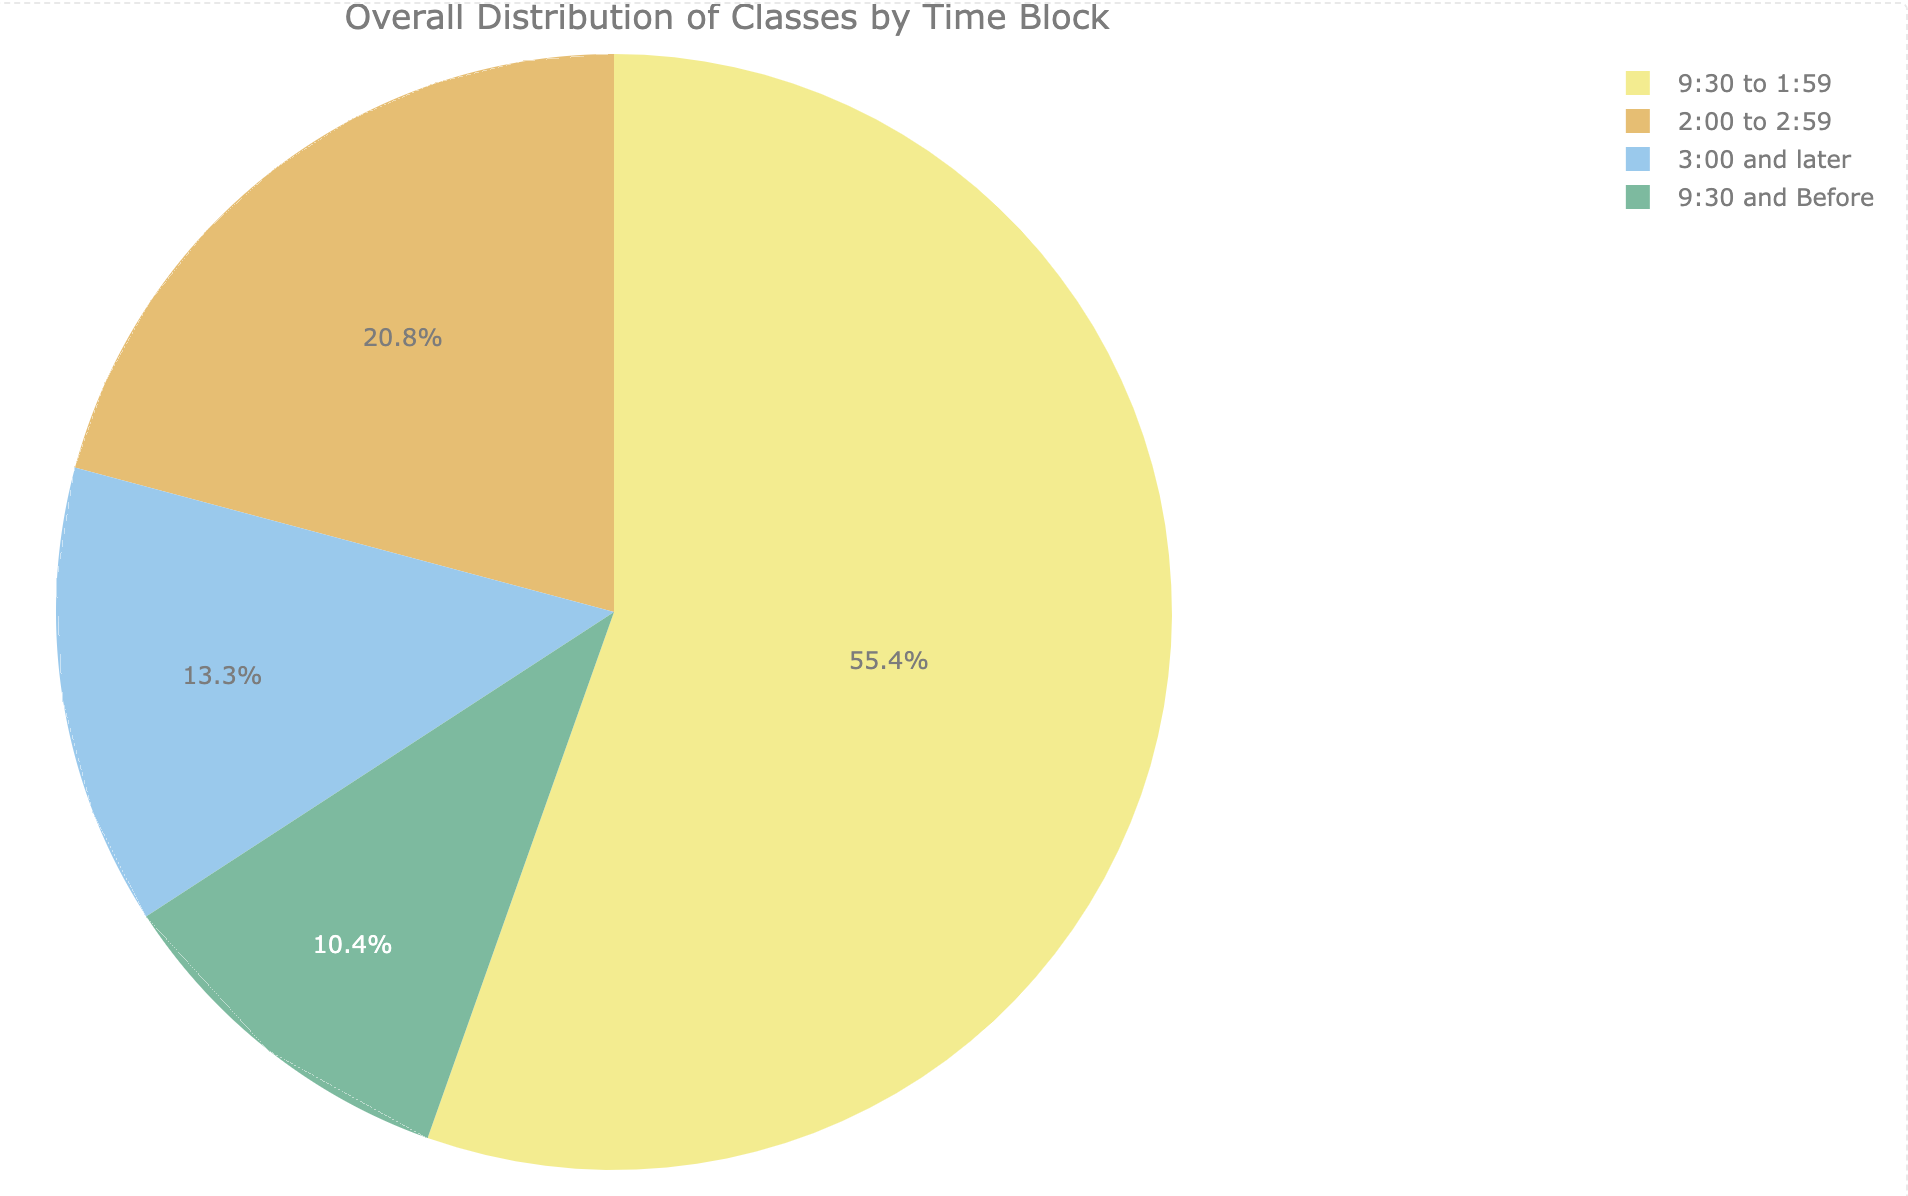 Overall Distribution of Classes by Time Block
9:30 to 1:59
2:00 to 2:59
3:00 and later
9:30 and Before
20.8%
55.4%
13.3%
10.4%